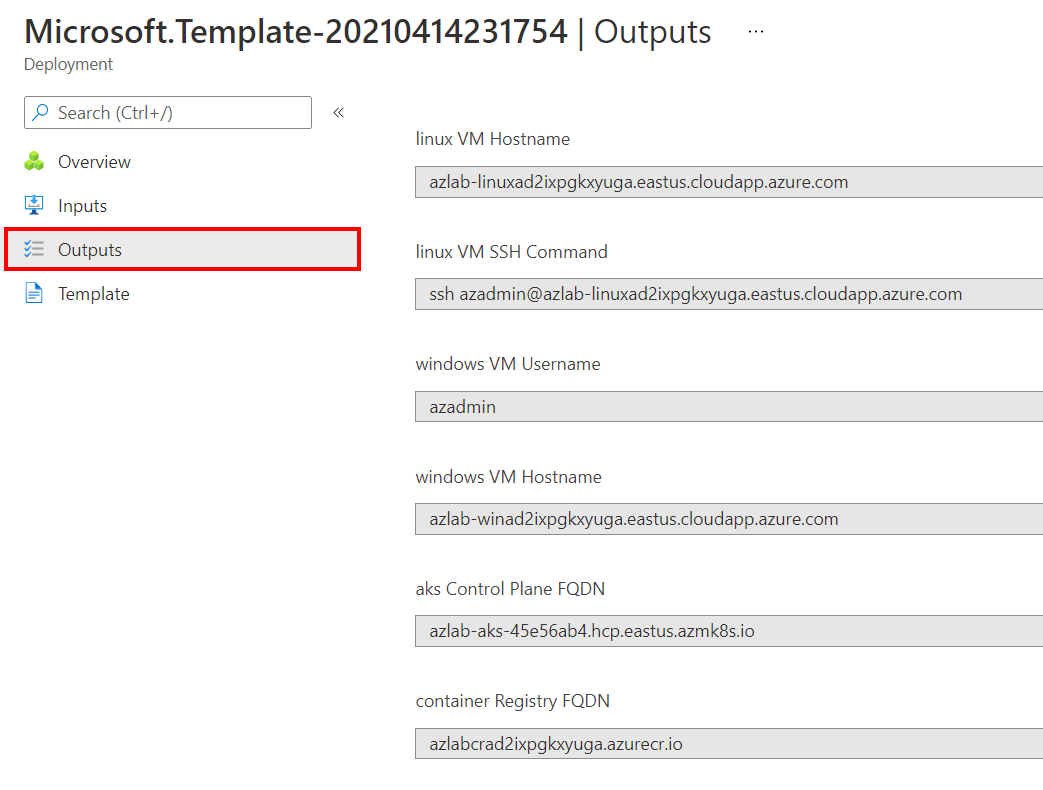 Microsoft.Template-20210414231754 | Outputs ...
Deployment
Search (Ctrl+/)
«
Overview
Inputs
Outputs
Template
linux VM Hostname
azlab-linuxad2ixpgkxyuga.eastus.cloudapp.azure.com
linux VM SSH Command
ssh azadmin@azlab-linuxad2ixpgkxyuga.eastus.cloudapp.azure.com
windows VM Username
azadmin
windows VM Hostname
azlab-winad2ixpgkxyuga.eastus.cloudapp.azure.com
aks Control Plane FQDN
azlab-aks-45e56ab4.hcp.eastus.azmk8s.io
container Registry FQDN
azlabcrad2ixpgkxyuga.azurecr.io